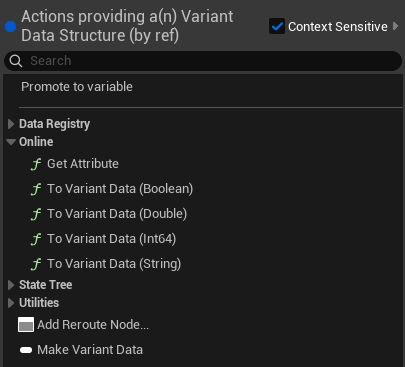 Actions providing a(n) Variant
Data Structure (by ref)
Context Sensitive
Search
Promote to variable
Data Registry
Online
Get Attribute
To Variant Data (Boolean)
To Variant Data (Double)
To Variant Data (Int64)
To Variant Data (String)
State Tree
Utilities
Add Reroute Node...
Make Variant Data